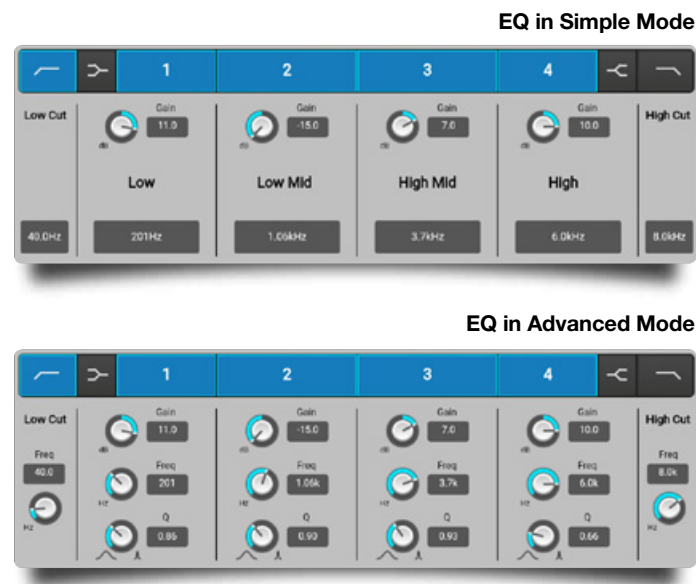 EQ in Simple Mode
1 2 3 4
Low Cut Gain Gain Gain Gain High Cut
11.0 -15.0 7.0 10.0
dB dB dB dB
Low Low Mid High Mid High
40.0Hz 201Hz 1.06kHz 3.7kHz 6.0kHz 8.0kHz
EQ in Advanced Mode
1 2 3 4
Low Cut Gain Gain Gain Gain High Cut
11.0 -15.0 7.0 10.0
dB dB dB dB
Freq Freq Freq Freq Freq Freq
40.0 201 1.06k 3.7k 6.0k 8.0k
Hz Hz Hz Hz Hz Hz
Q Q Q Q
0.86 0.90 0.93 0.66